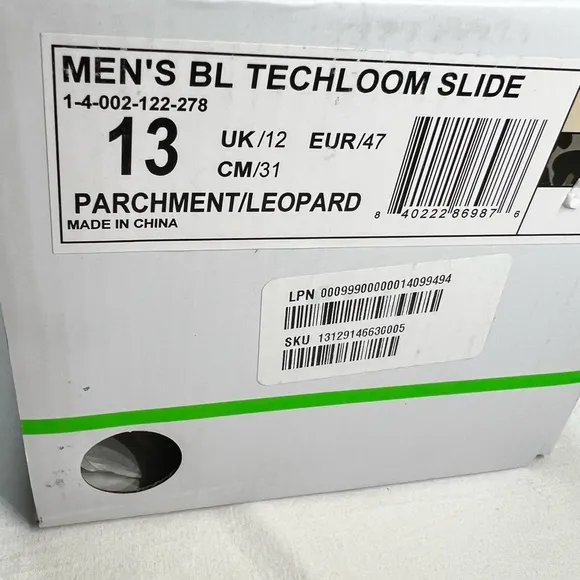 MEN'S BL TECHLOOM SLIDE
1-4-002-122-278
13 UK/12 EUR/47
CM/31
PARCHMENT/LEOPARD
MADE IN CHINA
8 40222 86987 6
LPN 00099900000014099494
SKU 13129146630005